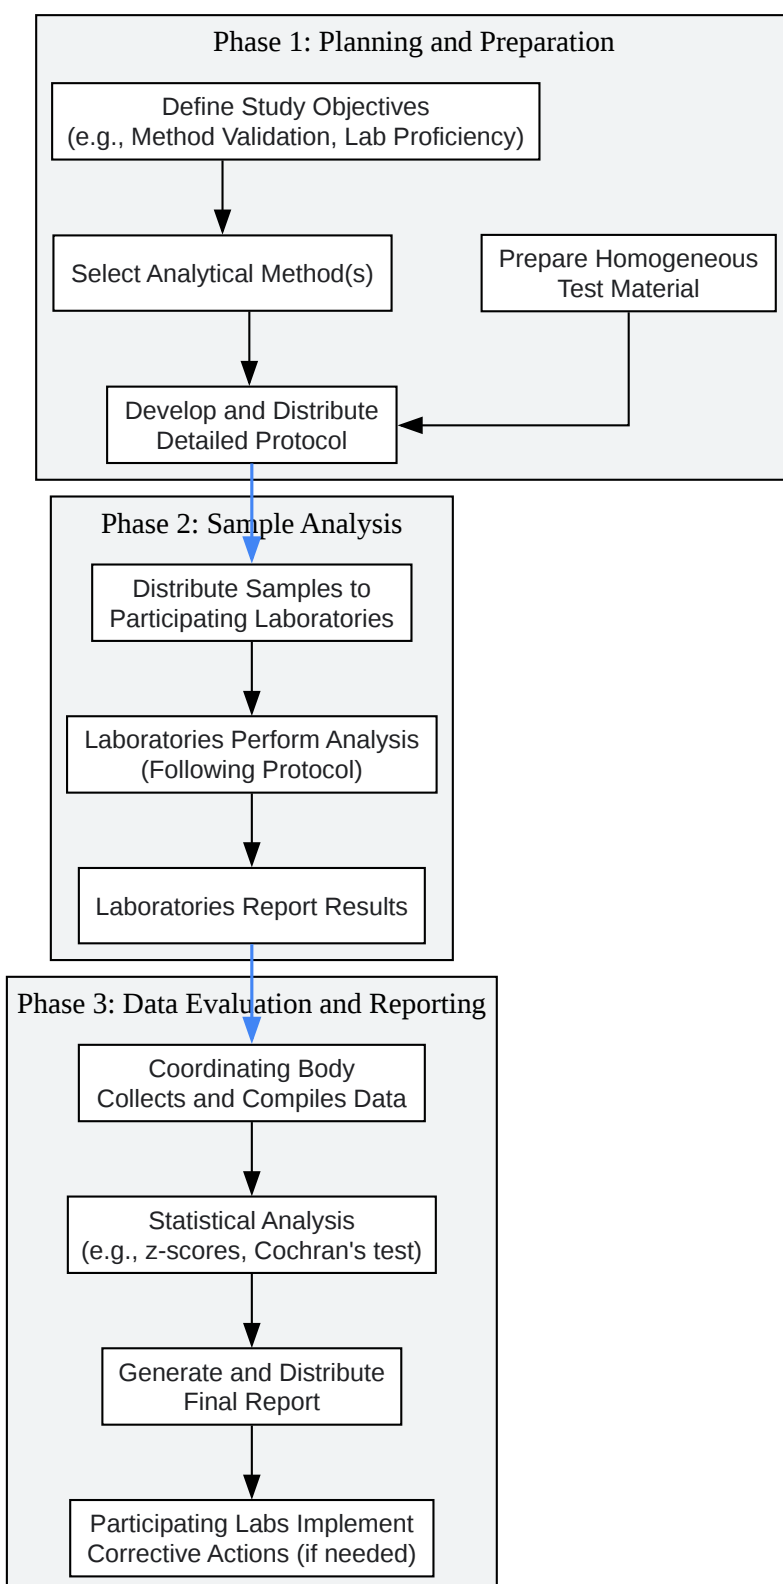 Phase 1: Planning and Preparation
Define Study Objectives
(e.g., Method Validation, Lab Proficiency)
Select Analytical Method(s)
Prepare Homogeneous
Test Material
Develop and Distribute
Detailed Protocol
Phase 2: Sample Analysis
Distribute Samples to
Participating Laboratories
Laboratories Perform Analysis
(Following Protocol)
Laboratories Report Results
Phase 3: Data Evaluation and Reporting
Coordinating Body
Collects and Compiles Data
Statistical Analysis
(e.g., z-scores, Cochran's test)
Generate and Distribute
Final Report
Participating Labs Implement
Corrective Actions (if needed)